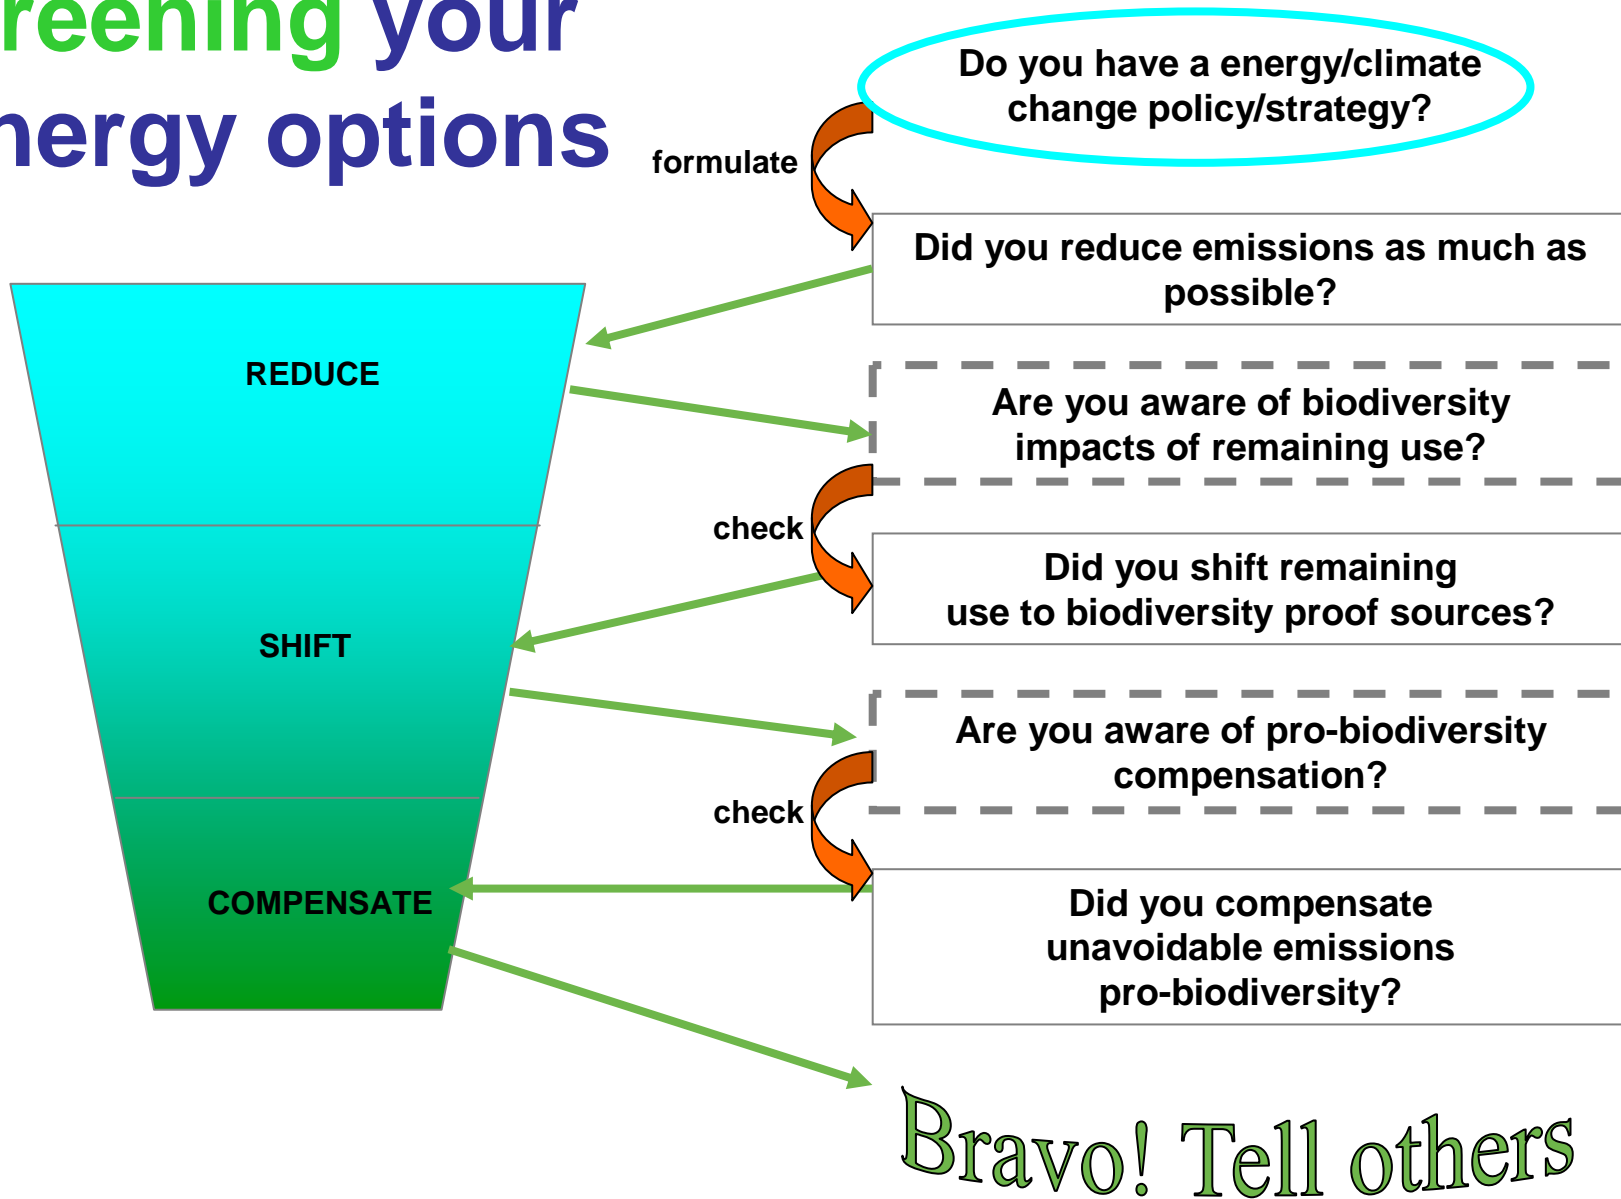 reening your
nergy options
Do you have a energy/climate
change policy/strategy?
formulate
Did you reduce emissions as much as
possible?
REDUCE
Are you aware of biodiversity
impacts of remaining use?
check
Did you shift remaining
use to biodiversity proof sources?
SHIFT
Are you aware of pro-biodiversity
compensation?
check
COMPENSATE
Did you compensate
unavoidable emissions
pro-biodiversity?
Bravo! Tell others